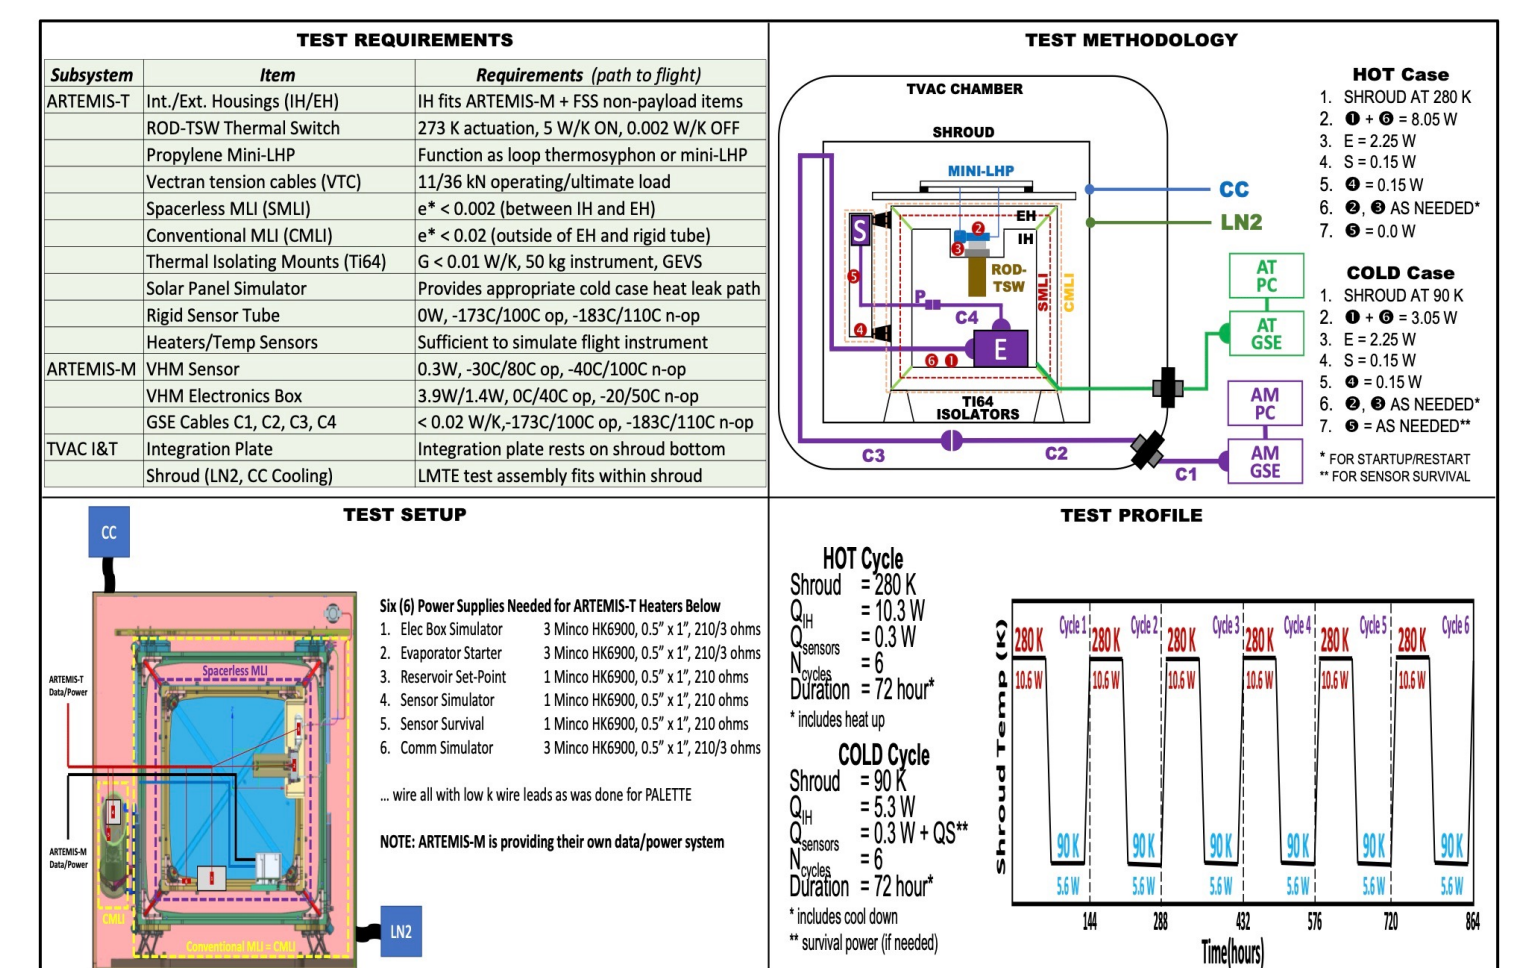 TEST REQUIREMENTS
Subsystem Item Requirements (path to flight)
ARTEMIS-T Int./Ext. Housings (IH/EH) IH fits ARTEMIS-M + FSS non-payload items
ROD-TSW Thermal Switch 273 K actuation, 5 W/K ON, 0.002 W/K OFF
Propylene Mini-LHP Function as loop thermosyphon or mini-LHP
Vectran tension cables (VTC) 11/36 kN operating/ultimate load
Spacerless MLI (SMLI) e* < 0.002 (between IH and EH)
Conventional MLI (CMLI) e* < 0.02 (outside of EH and rigid tube)
Thermal Isolating Mounts (Ti64) G < 0.01 W/K, 50 kg instrument, GEVS
Solar Panel Simulator Provides appropriate cold case heat leak path
Rigid Sensor Tube 0W, -173C/100C op, -183C/110C n-op
Heaters/Temp Sensors Sufficient to simulate flight instrument
ARTEMIS-M VHM Sensor 0.3W, -30C/80C op, -40C/100C n-op
VHM Electronics Box 3.9W/1.4W, 0C/40C op, -20/50C n-op
GSE Cables C1, C2, C3, C4 < 0.02 W/K,-173C/100C op, -183C/110C n-op
TVAC I&T Integration Plate Integration plate rests on shroud bottom
Shroud (LN2, CC Cooling) LMTE test assembly fits within shroud
TEST METHODOLOGY
TVAC CHAMBER
SHROUD
MINI-LHP
CC
LN2
EH
IH
S
❷
❸
ROD-
TSW
SMLI
CMLI
❺
P
C4
❹
E
❻ ❶
TI64
ISOLATORS
C3
C2
C1
AT
PC
AT
GSE
AM
PC
AM
GSE
HOT Case
1. SHROUD AT 280 K
2. ❶ + ❻ = 8.05 W
3. E = 2.25 W
4. S = 0.15 W
5. ❹ = 0.15 W
6. ❷, ❸ AS NEEDED*
7. ❺ = 0.0 W
COLD Case
1. SHROUD AT 90 K
2. ❶ + ❻ = 3.05 W
3. E = 2.25 W
4. S = 0.15 W
5. ❹ = 0.15 W
6. ❷, ❸ AS NEEDED*
7. ❺ = AS NEEDED**
* FOR STARTUP/RESTART
** FOR SENSOR SURVIVAL
TEST SETUP
CC
Spacerless MLI
ARTEMIS-T
Data/Power
ARTEMIS-M
Data/Power
CMLI
Conventional MLI = CMLI
LN2
Six (6) Power Supplies Needed for ARTEMIS-T Heaters Below
1. Elec Box Simulator 3 Minco HK6900, 0.5” x 1”, 210/3 ohms
2. Evaporator Starter 3 Minco HK6900, 0.5” x 1”, 210/3 ohms
3. Reservoir Set-Point 1 Minco HK6900, 0.5” x 1”, 210 ohms
4. Sensor Simulator 1 Minco HK6900, 0.5” x 1”, 210 ohms
5. Sensor Survival 1 Minco HK6900, 0.5” x 1”, 210 ohms
6. Comm Simulator 3 Minco HK6900, 0.5” x 1”, 210/3 ohms
... wire all with low k wire leads as was done for PALETTE
NOTE: ARTEMIS-M is providing their own data/power system
TEST PROFILE
HOT Cycle
Shroud = 280 K
QIH = 10.3 W
Qsensors = 0.3 W
Ncycles = 6
Duration = 72 hour*
* includes heat up
COLD Cycle
Shroud = 90 K
QIH = 5.3 W
Qsensors = 0.3 W + QS**
Ncycles = 6
Duration = 72 hour*
* includes cool down
** survival power (if needed)
Shroud Temp (K)
Cycle 1 Cycle 2 Cycle 3 Cycle 4 Cycle 5 Cycle 6
280 K 280 K 280 K 280 K 280 K 280 K
10.6 W 10.6 W 10.6 W 10.6 W 10.6 W 10.6 W
90 K 90 K 90 K 90 K 90 K 90 K
5.6 W 5.6 W 5.6 W 5.6 W 5.6 W 5.6 W
144 288 432 576 720 864
Time(hours)